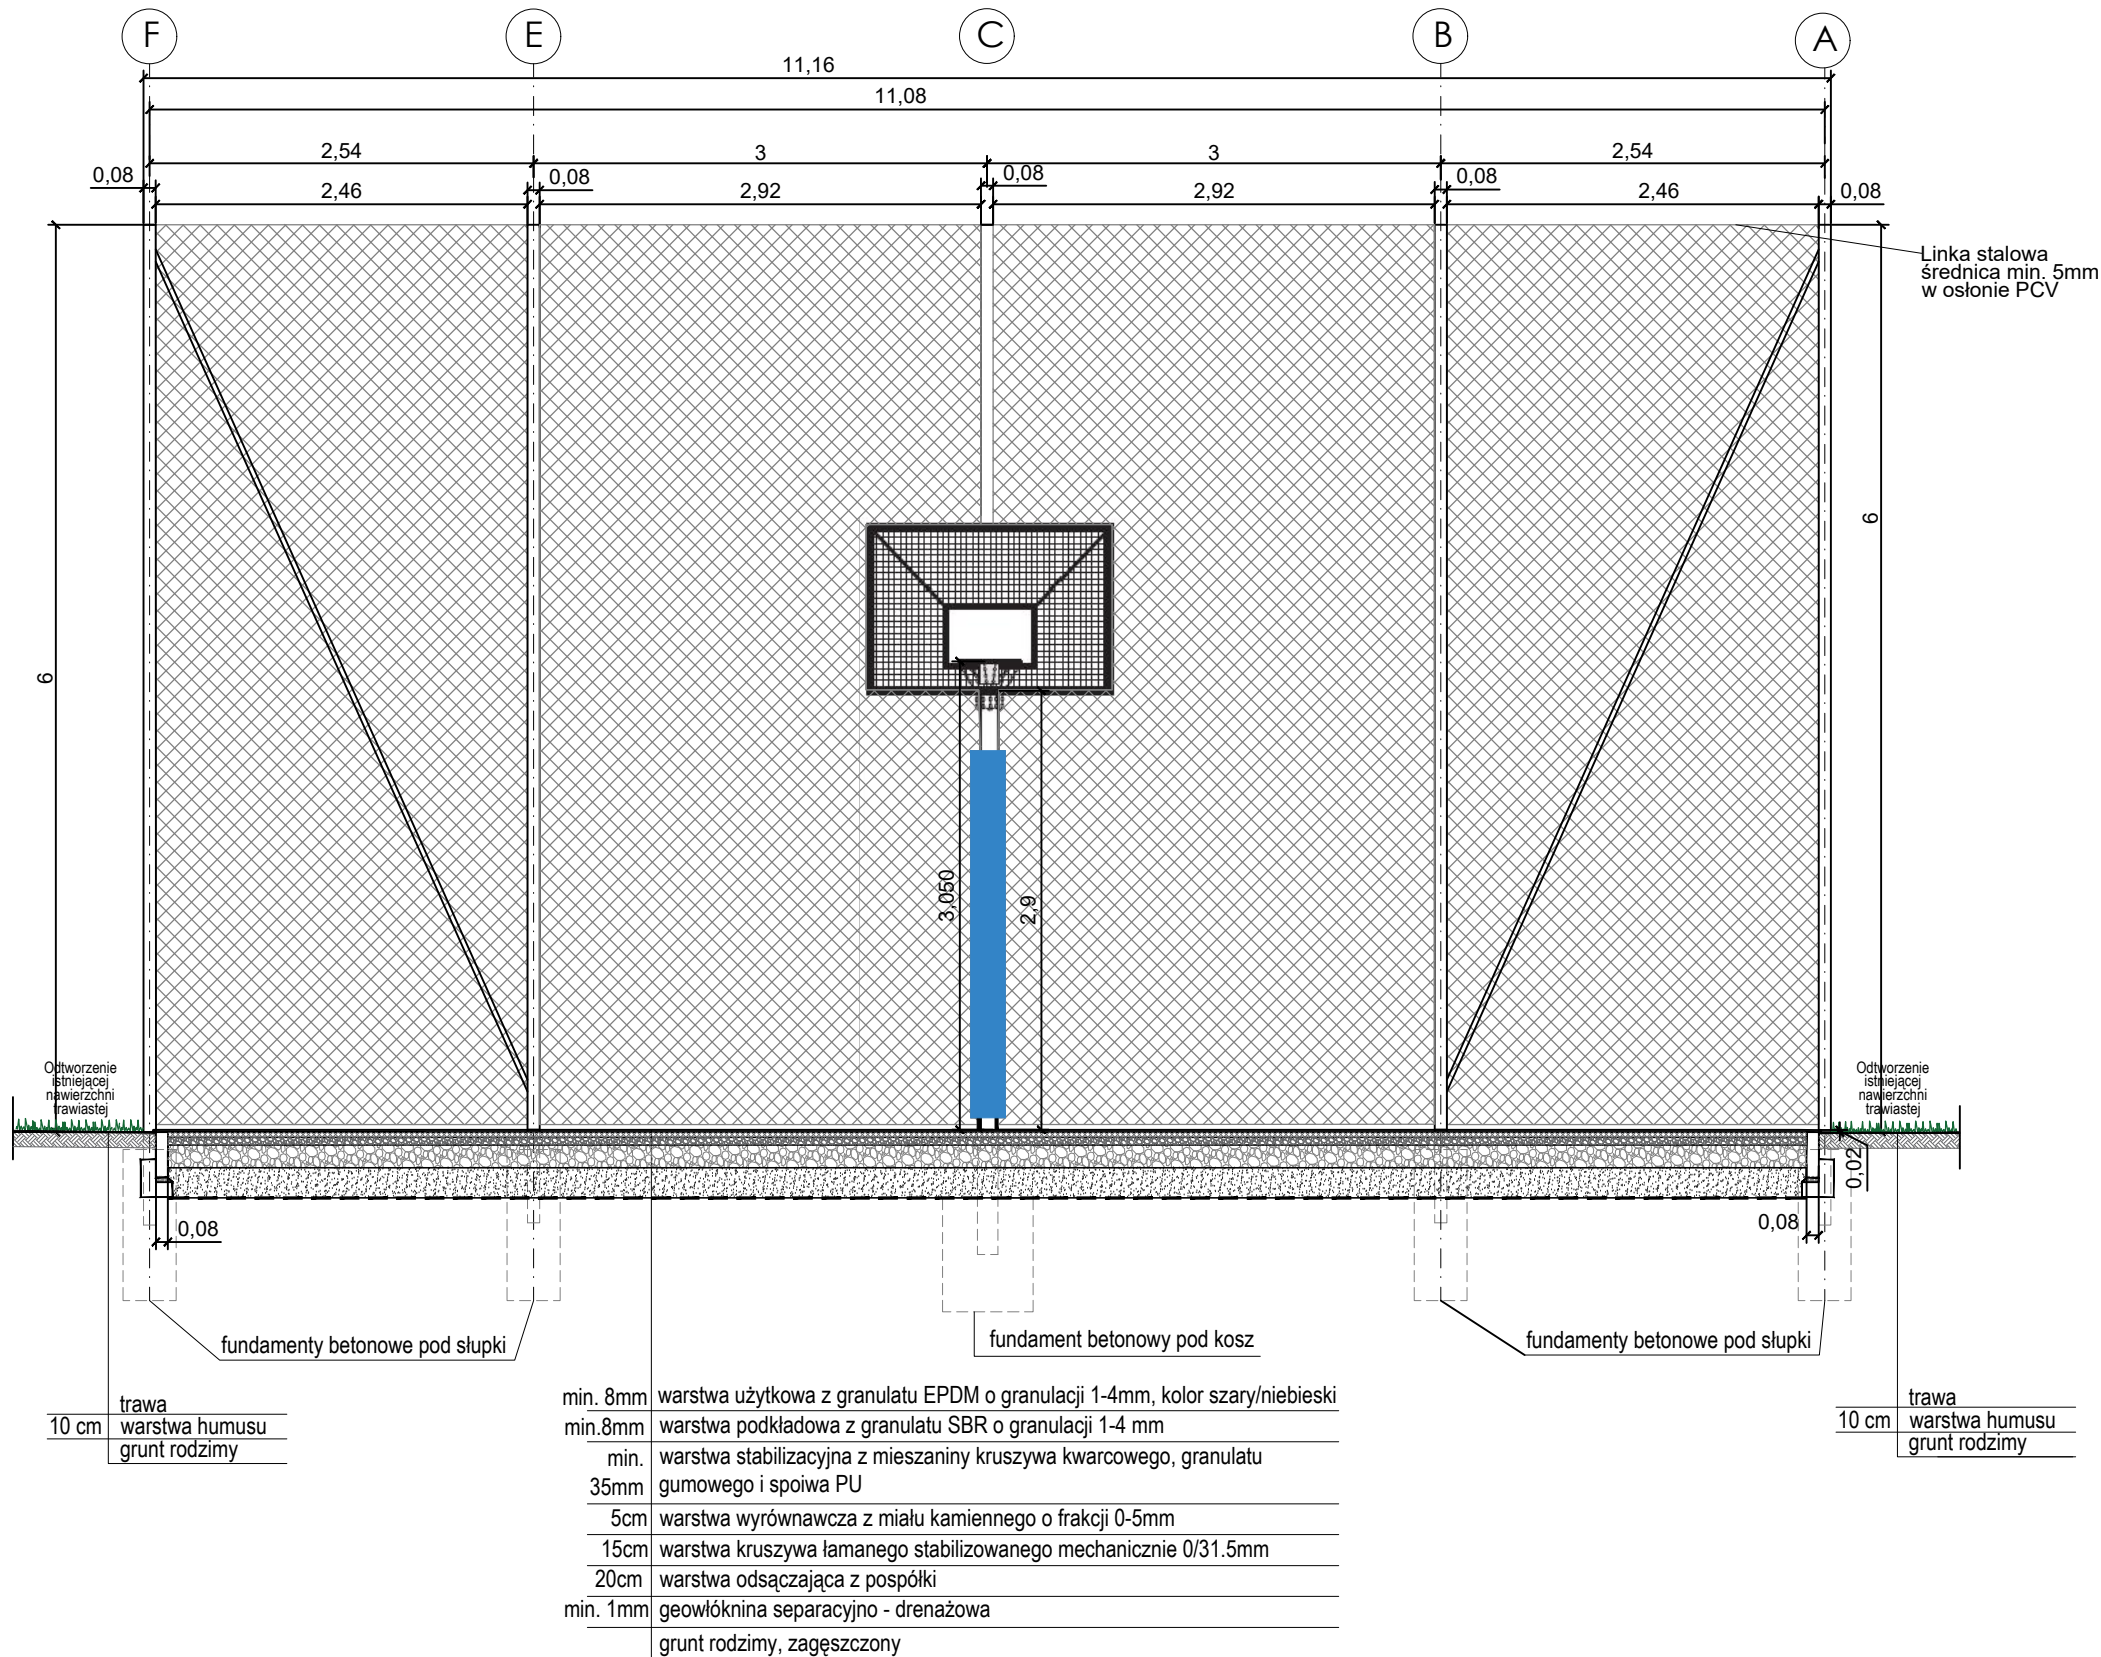 F E C B A
11,16
11,08
2,54 3 3 2,54
0,08 0,08 0,08 0,08 0,08
2,46 2,92 2,92 2,46
Linka stalowa
średnica min. 5mm
w osłonie PCV
6
6
3,050
2,9
Odtworzenie
istniejącej
nawierzchni
trawiastej
Odtworzenie
istniejącej
nawierzchni
trawiastej
0,02
0,08
0,08
fundamenty betonowe pod słupki
fundament betonowy pod kosz
fundamenty betonowe pod słupki
trawa
10 cm warstwa humusu
grunt rodzimy
min. 8mm warstwa użytkowa z granulatu EPDM o granulacji 1-4mm, kolor szary/niebieski
min.8mm warstwa podkładowa z granulatu SBR o granulacji 1-4 mm
min. warstwa stabilizacyjna z mieszaniny kruszywa kwarcowego, granulatu
35mm gumowego i spoiwa PU
5cm warstwa wyrównawcza z miału kamiennego o frakcji 0-5mm
15cm warstwa kruszywa łamanego stabilizowanego mechanicznie 0/31.5mm
20cm warstwa odsączająca z pospółki
min. 1mm geowłóknina separacyjno - drenażowa
grunt rodzimy, zagęszczony
trawa
10 cm warstwa humusu
grunt rodzimy